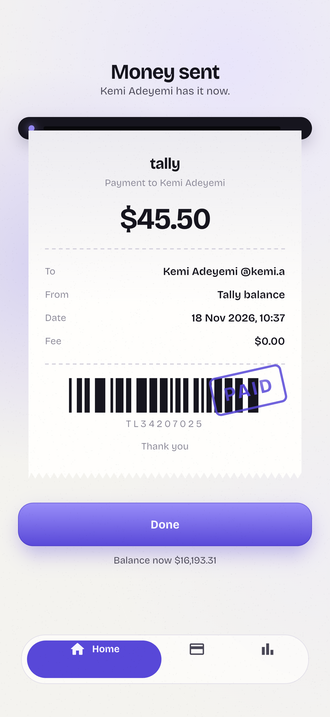 Money sent
Kemi Adeyemi has it now.
tally
Payment to Kemi Adeyemi
$45.50
To Kemi Adeyemi @kemi.a
From Tally balance
Date 18 Nov 2026, 10:37
Fee $0.00
PAID
TL34207025
Thank you
Done
Balance now $16,193.31
Home